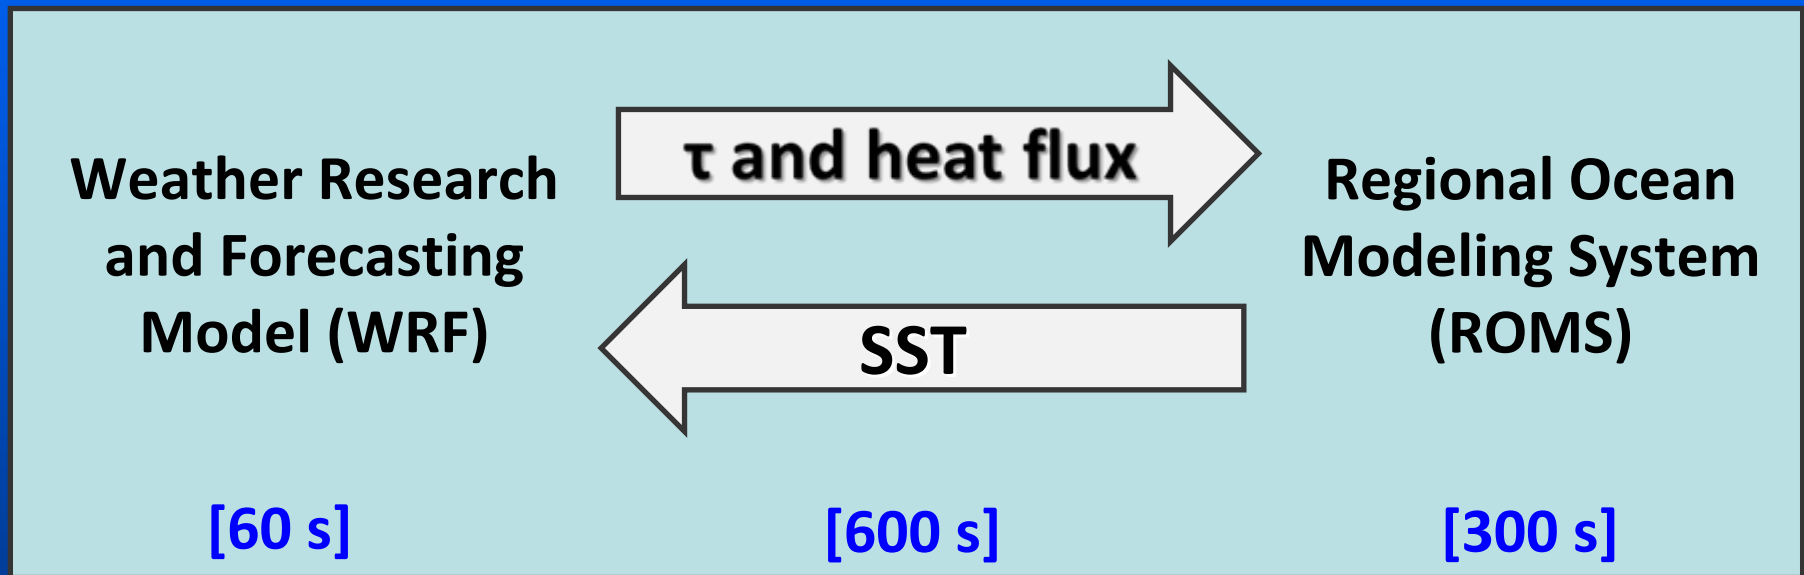 Weather Research
and Forecasting
Model (WRF)
τ and heat flux
SST
Regional Ocean
Modeling System
(ROMS)
[60 s]
[600 s]
[300 s]